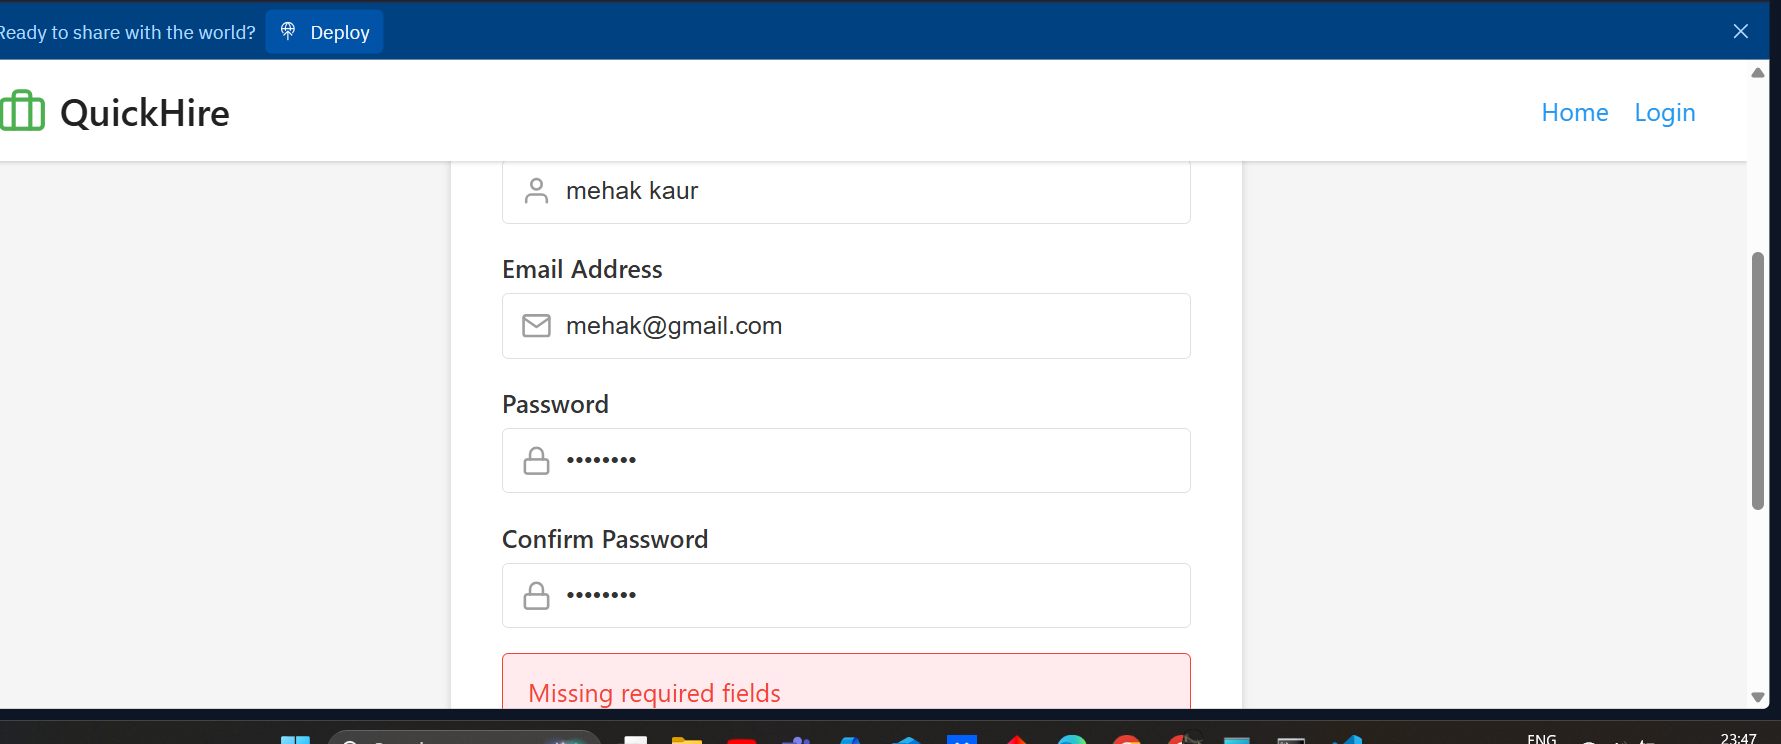 Ready to share with the world? Deploy
QuickHire
Home Login
mehak kaur
Email Address
mehak@gmail.com
Password
••••••••
Confirm Password
••••••••
Missing required fields
ENG
23:47